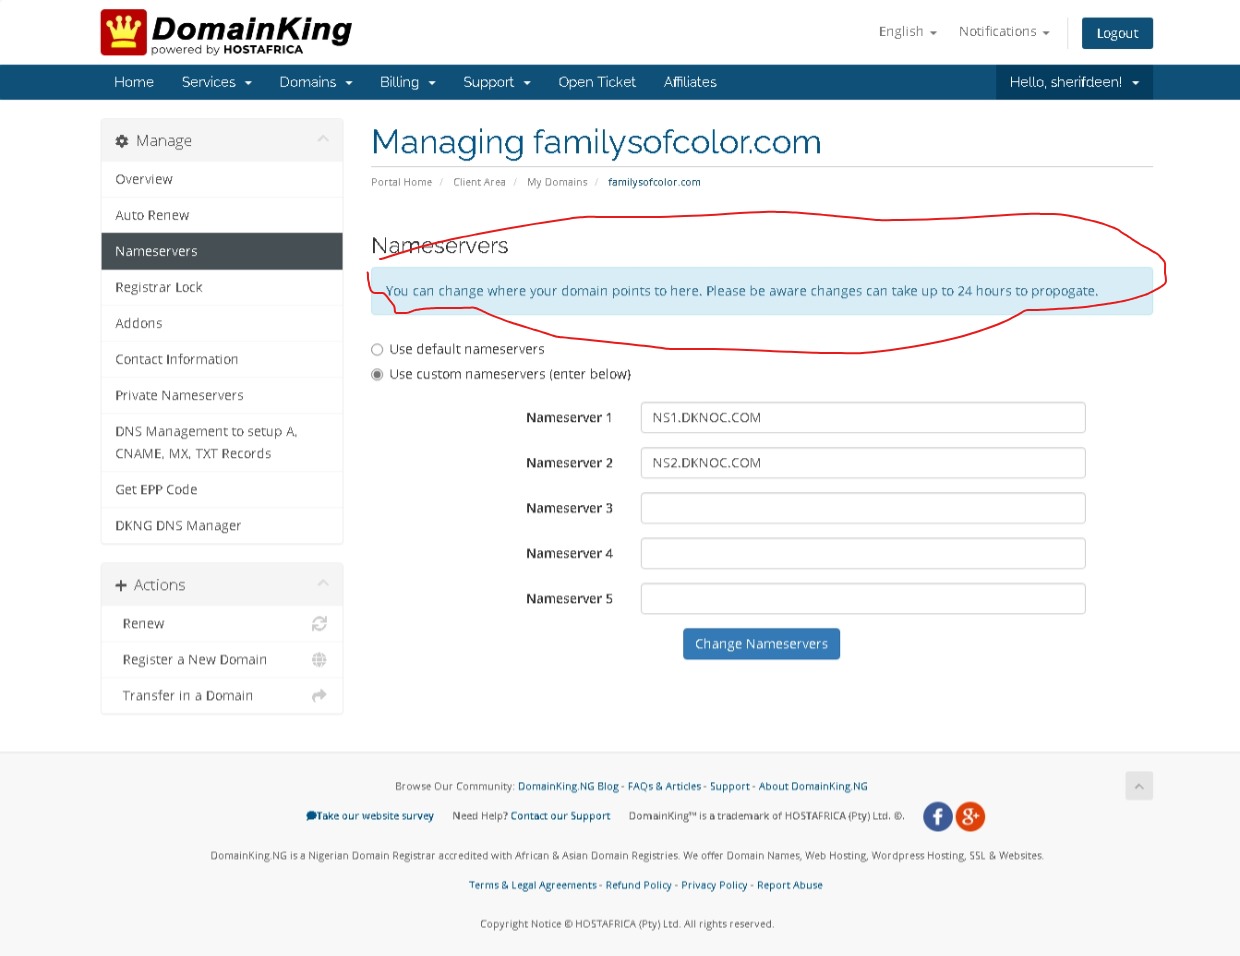 DomainKing
powered by HOSTAFRICA
English
Notifications
Logout
Home Services Domains Billing Support Open Ticket Affiliates
Hello, sherifdeen!
Manage
Overview
Auto Renew
Nameservers
Registrar Lock
Addons
Contact Information
Private Nameservers
DNS Management to setup A,
CNAME, MX, TXT Records
Get EPP Code
DKNG DNS Manager
Actions
Renew
Register a New Domain
Transfer in a Domain
Managing familysofcolor.com
Portal Home / Client Area / My Domains / familysofcolor.com
Nameservers
You can change where your domain points to here. Please be aware changes can take up to 24 hours to propogate.
Use default nameservers
Use custom nameservers (enter below)
Nameserver 1 NS1.DKNOC.COM
Nameserver 2 NS2.DKNOC.COM
Nameserver 3
Nameserver 4
Nameserver 5
Change Nameservers
Browse Our Community: DomainKing.NG Blog - FAQs & Articles - Support - About DomainKing.NG
Take our website survey Need Help? Contact our Support DomainKing™ is a trademark of HOSTAFRICA (Pty) Ltd. ©. f g+
DomainKing.NG is a Nigerian Domain Registrar accredited with African & Asian Domain Registries. We offer Domain Names, Web Hosting, Wordpress Hosting, SSL & Websites.
Terms & Legal Agreements - Refund Policy - Privacy Policy - Report Abuse
Copyright Notice © HOSTAFRICA (Pty) Ltd. All rights reserved.